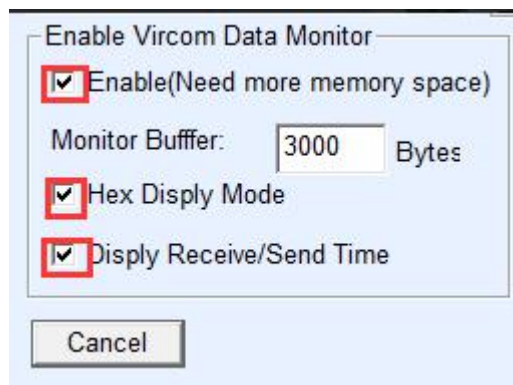 Enable Vircom Data Monitor
Enable(Need more memory space)
Monitor Bufffer: 3000 Bytes
Hex Disply Mode
Disply Receive/Send Time
Cancel